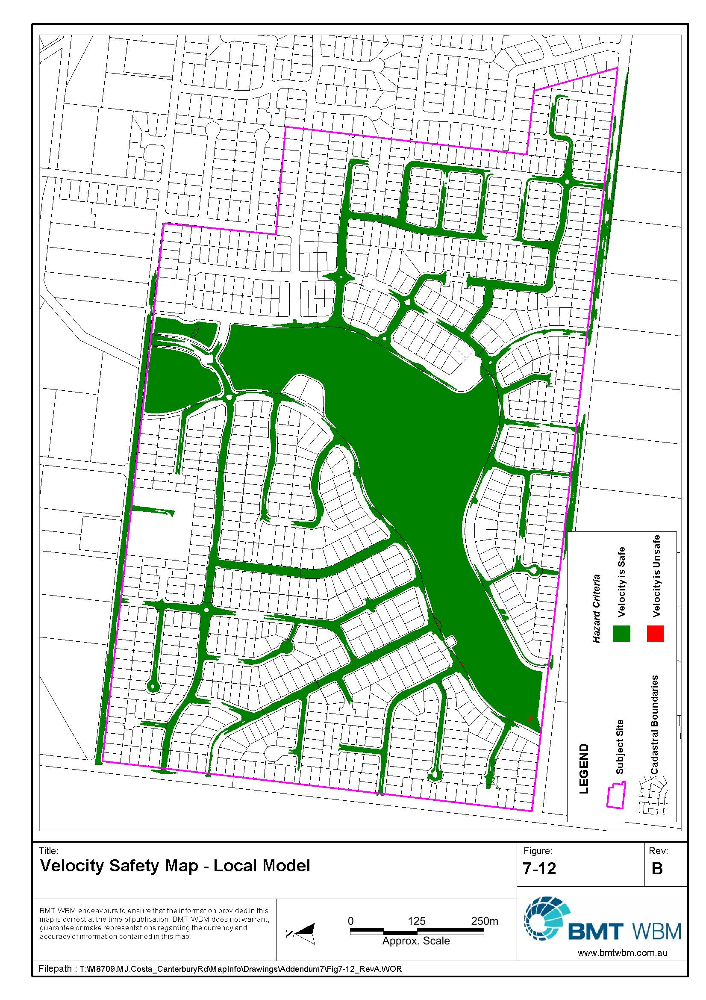 LEGEND
Subject Site
Cadastral Boundaries
Hazard Criteria
Velocity is Safe
Velocity is Unsafe
Title:
Velocity Safety Map - Local Model
Figure:
7-12
Rev:
B
BMT WBM endeavours to ensure that the information provided in this
map is correct at the time of publication. BMT WBM does not warrant,
guarantee or make representations regarding the currency and
accuracy of information contained in this map.
N
0 125 250m
Approx. Scale
BMT WBM
www.bmtwbm.com.au
Filepath : T:\M8709.MJ.Costa_CanterburyRd\MapInfo\Drawings\Addendum7\Fig7-12_RevA.WOR